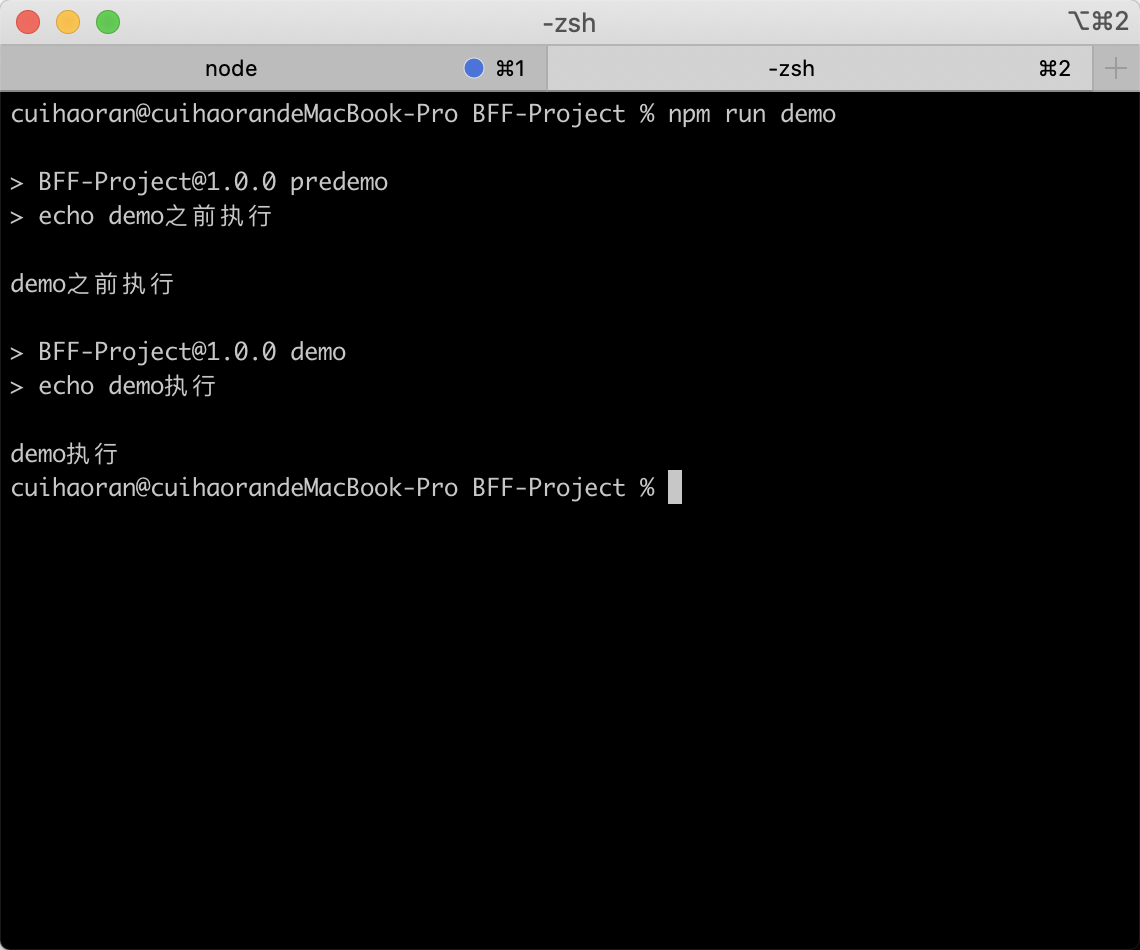 -zsh ⌥⌘2
node ⌘1 -zsh ⌘2
cuihaoran@cuihaorandeMacBook-Pro BFF-Project % npm run demo
> BFF-Project@1.0.0 predemo
> echo demo之前执行
demo之前执行
> BFF-Project@1.0.0 demo
> echo demo执行
demo执行
cuihaoran@cuihaorandeMacBook-Pro BFF-Project %